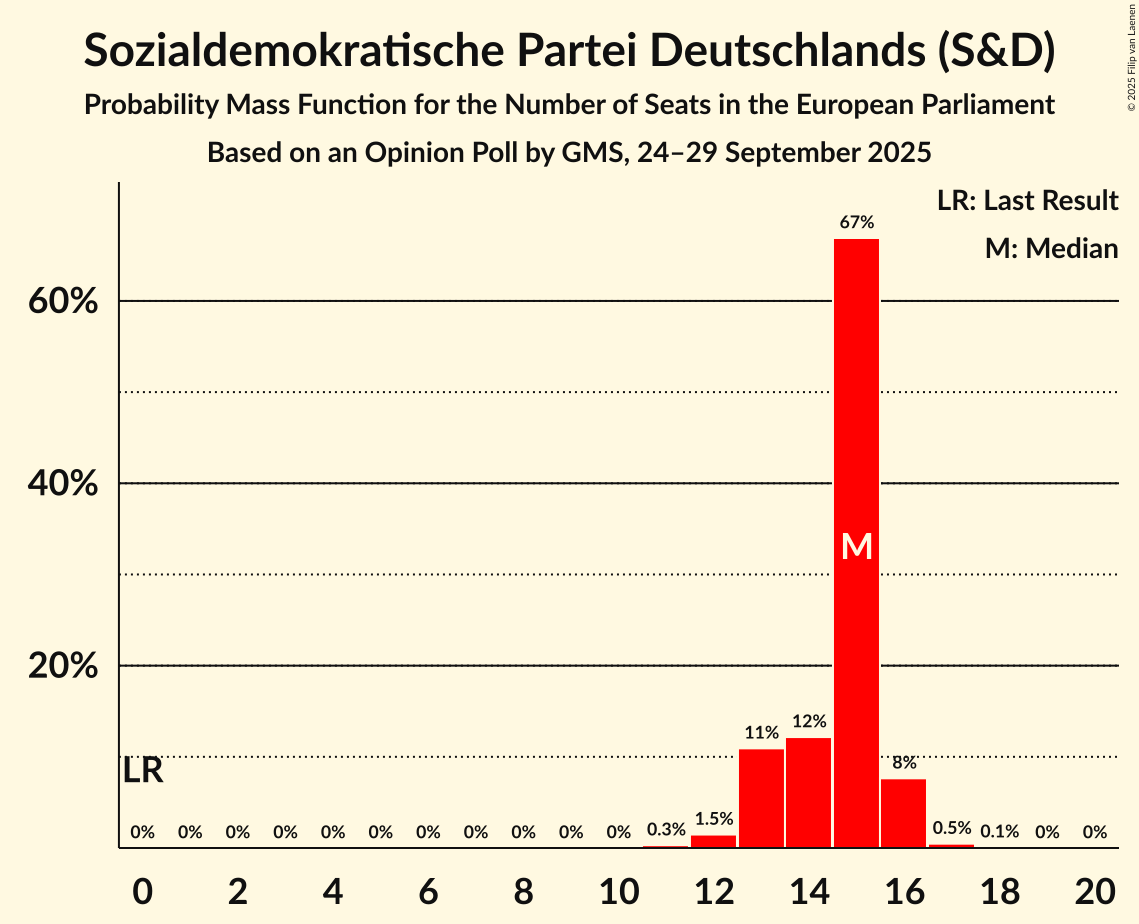 Sozialdemokratische Partei Deutschlands (S&D)
Probability Mass Function for the Number of Seats in the European Parliament
Based on an Opinion Poll by GMS, 24–29 September 2025
© 2025 Filip van Laenen
LR: Last Result
M: Median
60%
40%
20%
67%
M
LR
0% 0% 0% 0% 0% 0% 0% 0% 0% 0% 0% 0.3% 1.5% 11% 12% 8% 0.5% 0.1% 0% 0%
0 2 4 6 8 10 12 14 16 18 20